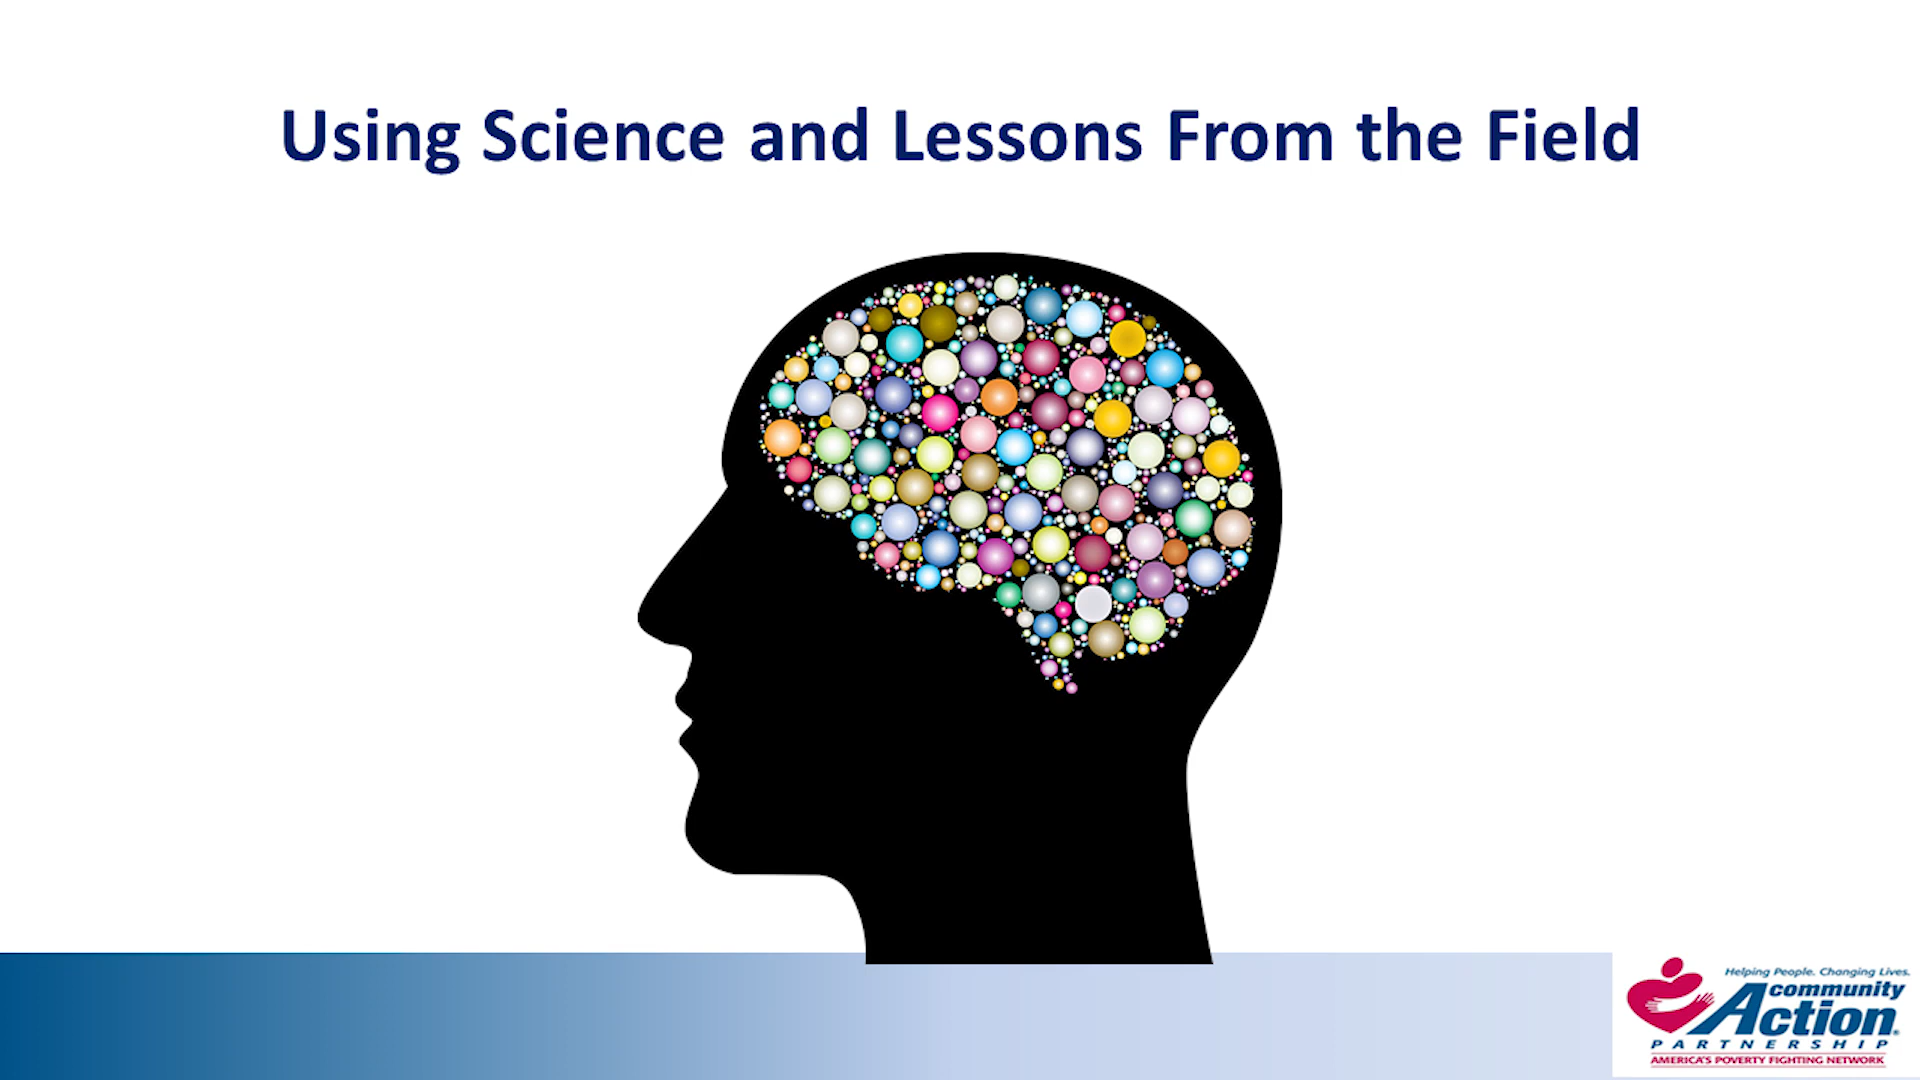 Using Science and Lessons From the Field
Helping People. Changing Lives.
community
Action
PARTNERSHIP
AMERICA'S POVERTY FIGHTING NETWORK